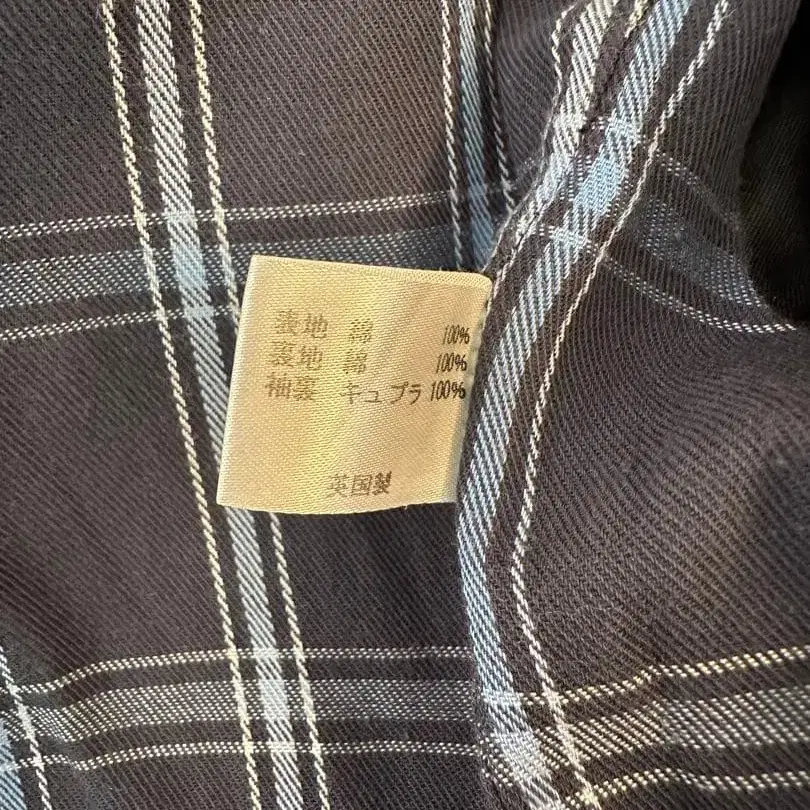 表地 綿 100%
裏地 綿 100%
袖裏 キュプラ 100%
英国製